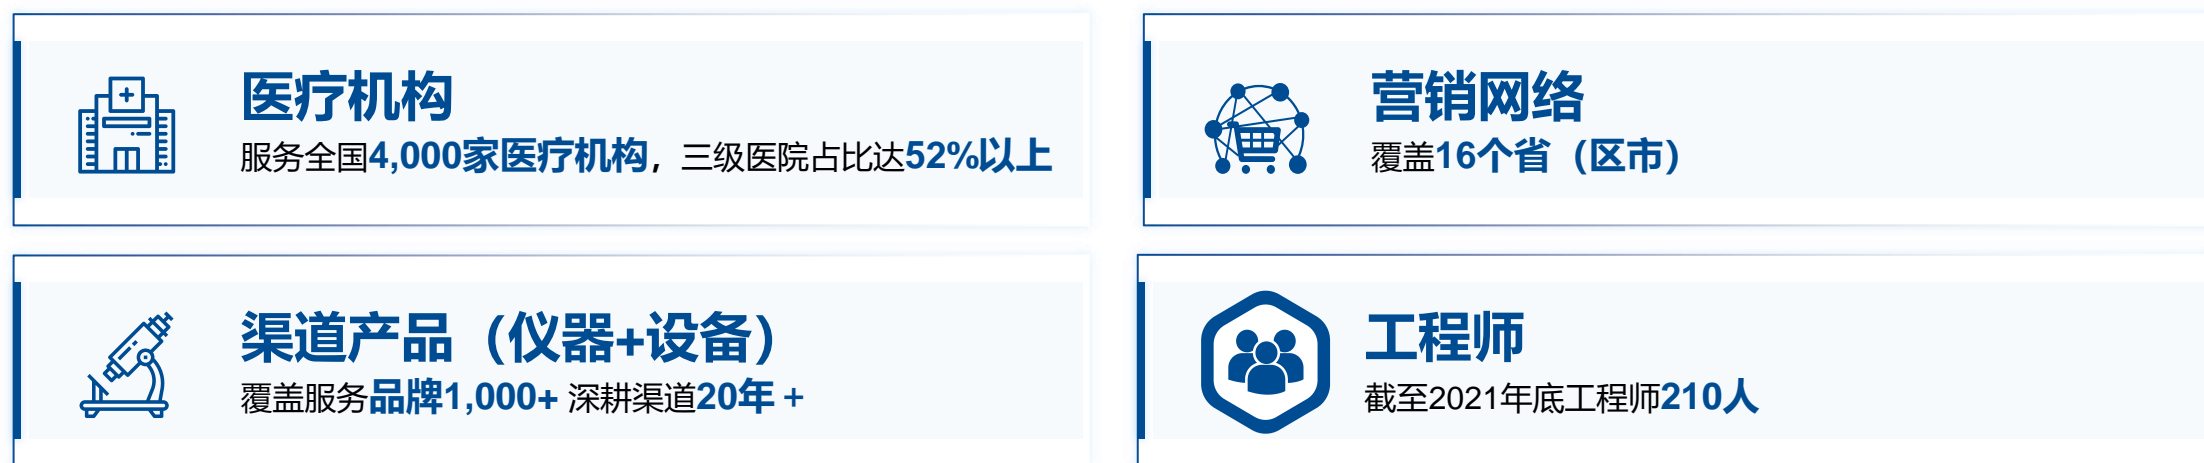 医疗机构
服务全国4,000家医疗机构，三级医院占比达52%以上
营销网络
覆盖16个省（区市）
渠道产品（仪器+设备）
覆盖服务品牌1,000+ 深耕渠道20年+
工程师
截至2021年底工程师210人